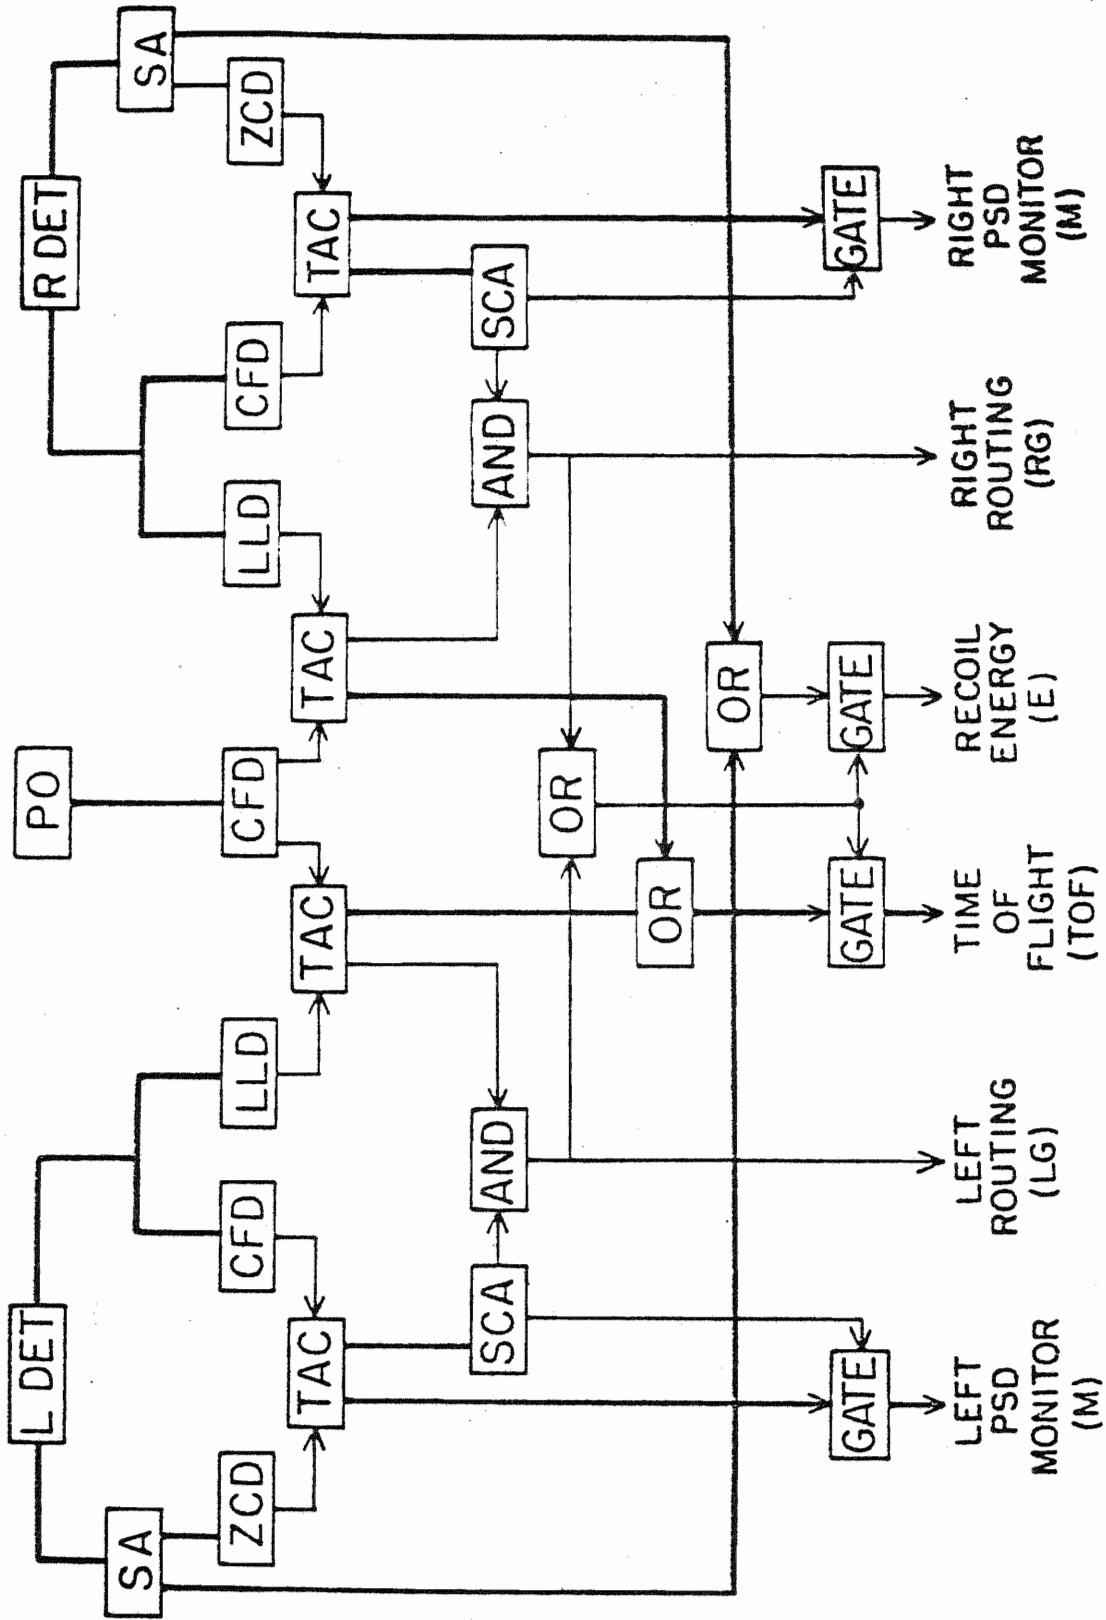 L DET
PO
R DET
SA
SA
ZCD
CFD
LLD
CFD
LLD
CFD
ZCD
TAC
TAC
TAC
TAC
SCA
AND
AND
SCA
OR
OR
OR
GATE
GATE
GATE
GATE
LEFT
PSD
MONITOR
(M)
LEFT
ROUTING
(LG)
TIME
OF
FLIGHT
(TOF)
RECOIL
ENERGY
(E)
RIGHT
ROUTING
(RG)
RIGHT
PSD
MONITOR
(M)